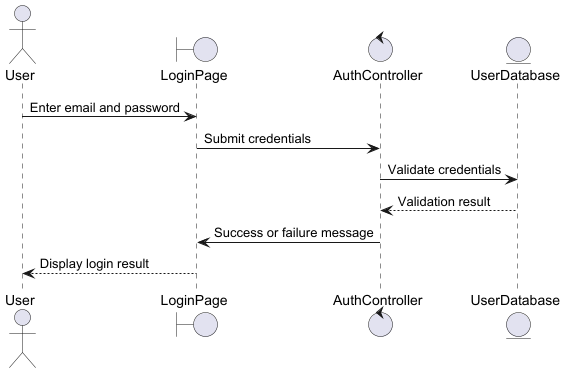 User
LoginPage
AuthController
UserDatabase
Enter email and password
Submit credentials
Validate credentials
Validation result
Success or failure message
Display login result
User
LoginPage
AuthController
UserDatabase